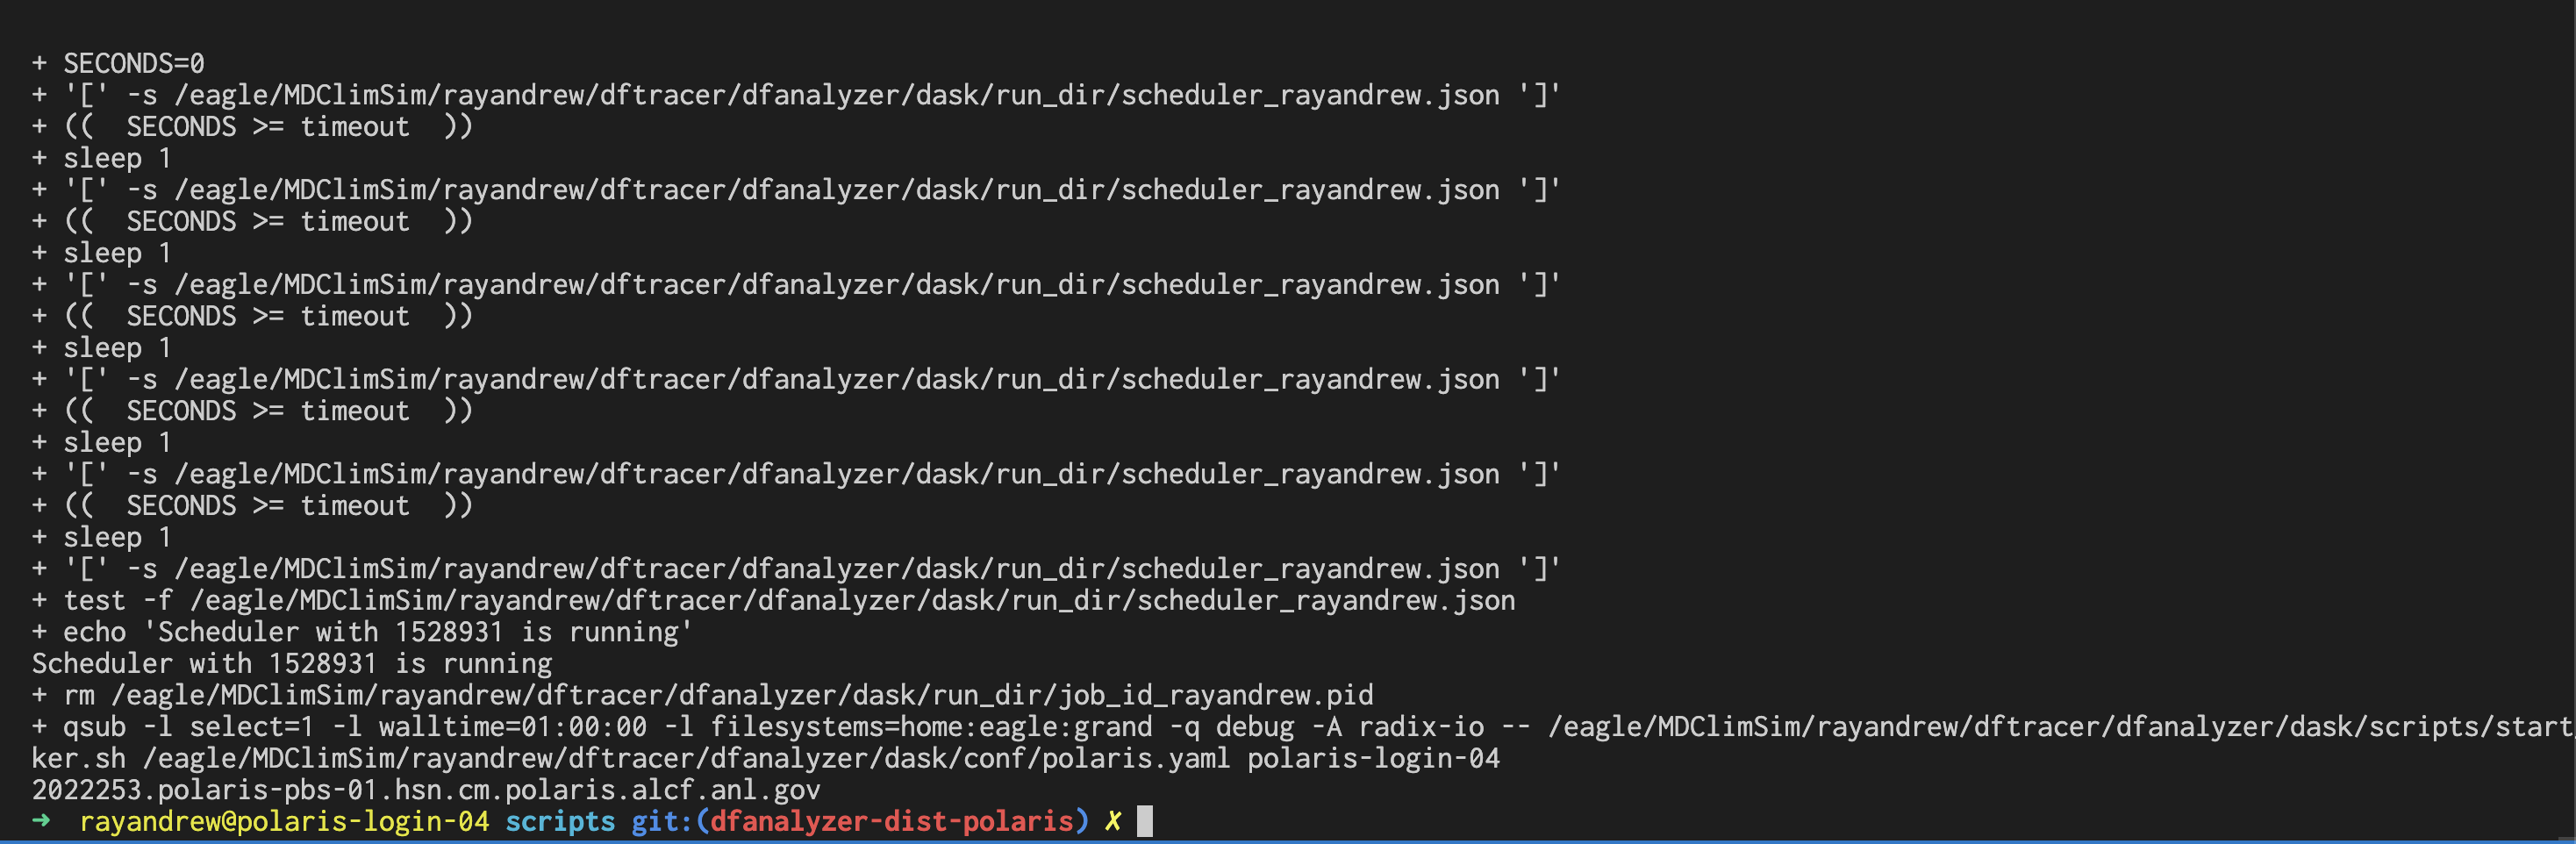 + SECONDS=0
+ '[' -s /eagle/MDClimSim/rayandrew/dftracer/dfanalyzer/dask/run_dir/scheduler_rayandrew.json ']'
+ ((  SECONDS >= timeout  ))
+ sleep 1
+ '[' -s /eagle/MDClimSim/rayandrew/dftracer/dfanalyzer/dask/run_dir/scheduler_rayandrew.json ']'
+ ((  SECONDS >= timeout  ))
+ sleep 1
+ '[' -s /eagle/MDClimSim/rayandrew/dftracer/dfanalyzer/dask/run_dir/scheduler_rayandrew.json ']'
+ ((  SECONDS >= timeout  ))
+ sleep 1
+ '[' -s /eagle/MDClimSim/rayandrew/dftracer/dfanalyzer/dask/run_dir/scheduler_rayandrew.json ']'
+ ((  SECONDS >= timeout  ))
+ sleep 1
+ '[' -s /eagle/MDClimSim/rayandrew/dftracer/dfanalyzer/dask/run_dir/scheduler_rayandrew.json ']'
+ ((  SECONDS >= timeout  ))
+ sleep 1
+ '[' -s /eagle/MDClimSim/rayandrew/dftracer/dfanalyzer/dask/run_dir/scheduler_rayandrew.json ']'
+ test -f /eagle/MDClimSim/rayandrew/dftracer/dfanalyzer/dask/run_dir/scheduler_rayandrew.json
+ echo 'Scheduler with 1528931 is running'
Scheduler with 1528931 is running
+ rm /eagle/MDClimSim/rayandrew/dftracer/dfanalyzer/dask/run_dir/job_id_rayandrew.pid
+ qsub -l select=1 -l walltime=01:00:00 -l filesystems=home:eagle:grand -q debug -A radix-io -- /eagle/MDClimSim/rayandrew/dftracer/dfanalyzer/dask/scripts/start
ker.sh /eagle/MDClimSim/rayandrew/dftracer/dfanalyzer/dask/conf/polaris.yaml polaris-login-04
2022253.polaris-pbs-01.hsn.cm.polaris.alcf.anl.gov
➜  rayandrew@polaris-login-04 scripts git:(dfanalyzer-dist-polaris) ✗